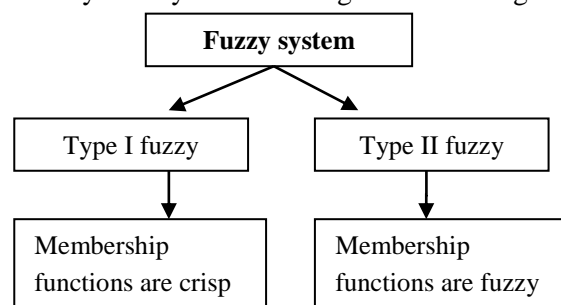 Fuzzy system
Type I fuzzy
Type II fuzzy
Membership
functions are crisp
Membership
functions are fuzzy